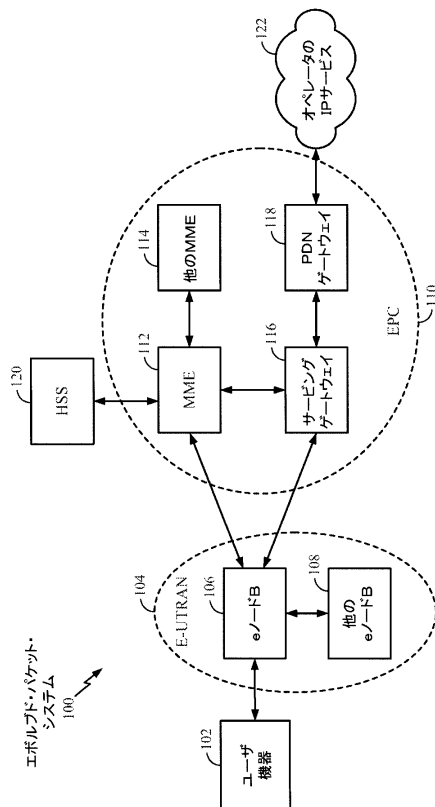 エボルブド・パケット・
システム
100
102
ユーザ
機器
104
E-UTRAN
106
eノードB
108
他の
eノードB
120
HSS
112
MME
114
他のMME
116
サービング
ゲートウェイ
118
PDN
ゲートウェイ
EPC
110
122
オペレータの
IPサービス